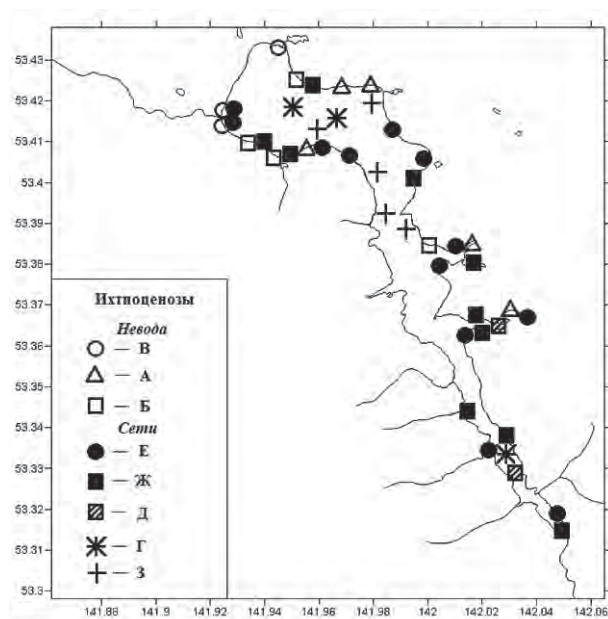 53.43
53.42
53.41
53.4
53.39
53.38
53.37
53.36
53.35
53.34
53.33
53.32
53.31
53.3
Ихтиоценозы
Невода
— В
— А
— Б
Сети
— Е
— Ж
— Д
— Г
— З
141.88 141.9 141.92 141.94 141.96 141.98 142 142.02 142.04 142.06